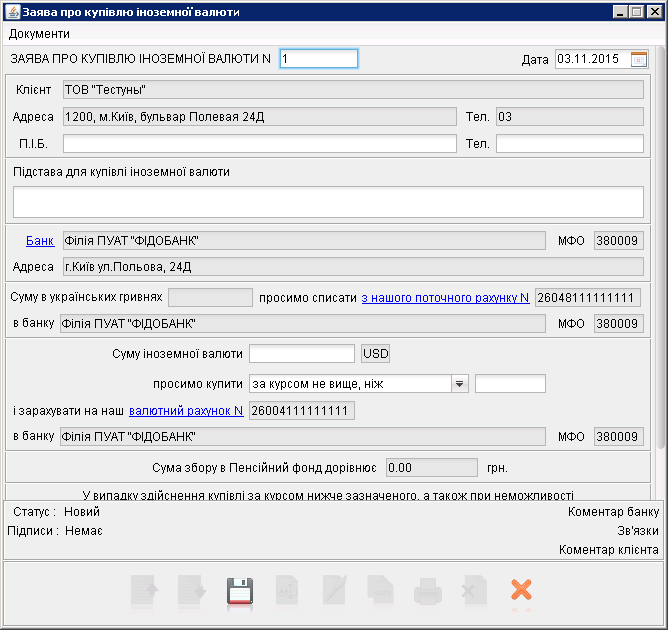 Заява про купівлю іноземної валюти
Документи
ЗАЯВА ПРО КУПІВЛЮ ІНОЗЕМНОЇ ВАЛЮТИ N 1 Дата 03.11.2015
Клієнт ТОВ "Тестуны"
Адреса 1200, м.Київ, бульвар Полевая 24Д Тел. 03
П.І.Б. Тел.
Підстава для купівлі іноземної валюти
Банк Філія ПУАТ "ФІДОБАНК" МФО 380009
Адреса г.Київ ул.Польова, 24Д
Суму в українських гривнях просимо списати з нашого поточного рахунку N 26048111111111
в банку Філія ПУАТ "ФІДОБАНК" МФО 380009
Суму іноземної валюти USD
просимо купити за курсом не вище, ніж
і зарахувати на наш валютний рахунок N 26004111111111
в банку Філія ПУАТ "ФІДОБАНК" МФО 380009
Сума збору в Пенсійний фонд дорівнює 0.00 грн.
У випадку здійснення купівлі за курсом нижче зазначеного, а також при неможливості
Статус : Новий Коментар банку
Підписи : Немає Зв'язки
Коментар клієнта